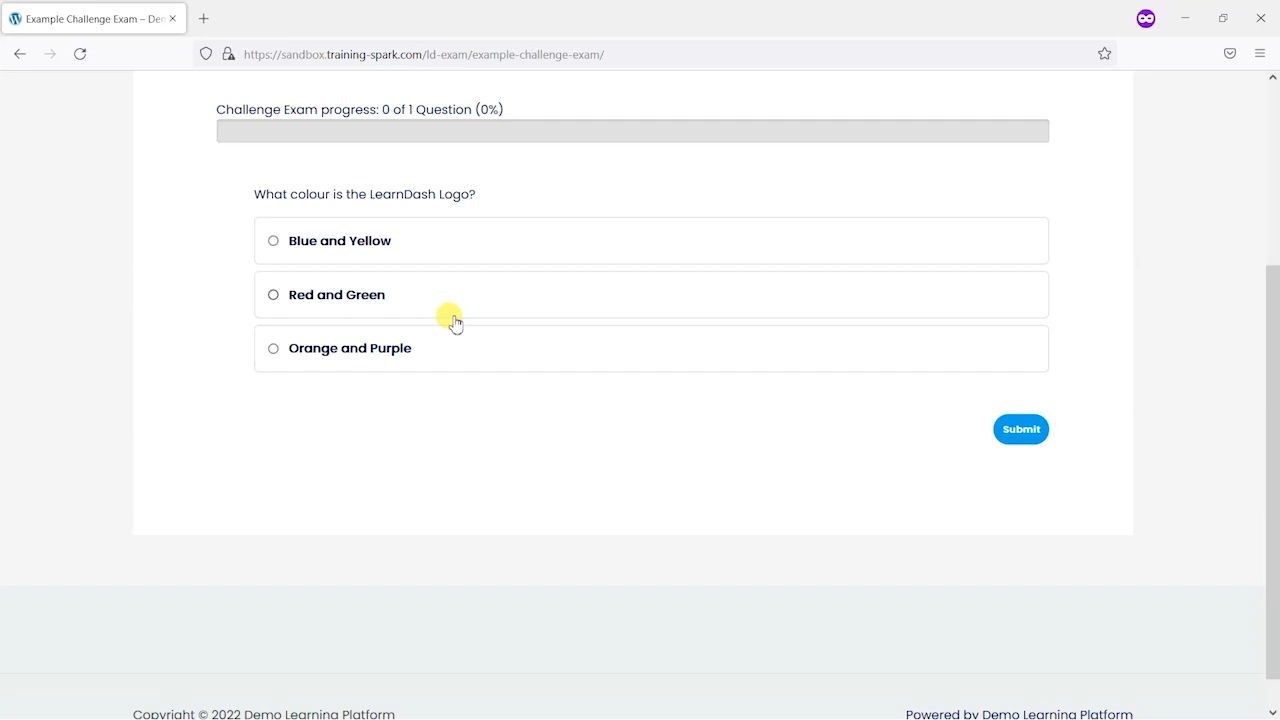 Example Challenge Exam – Den
https://sandbox.training-spark.com/ld-exam/example-challenge-exam/
Challenge Exam progress: 0 of 1 Question (0%)
What colour is the LearnDash Logo?
Blue and Yellow
Red and Green
Orange and Purple
Submit
Copyright © 2022 Demo Learning Platform
Powered by Demo Learning Platform